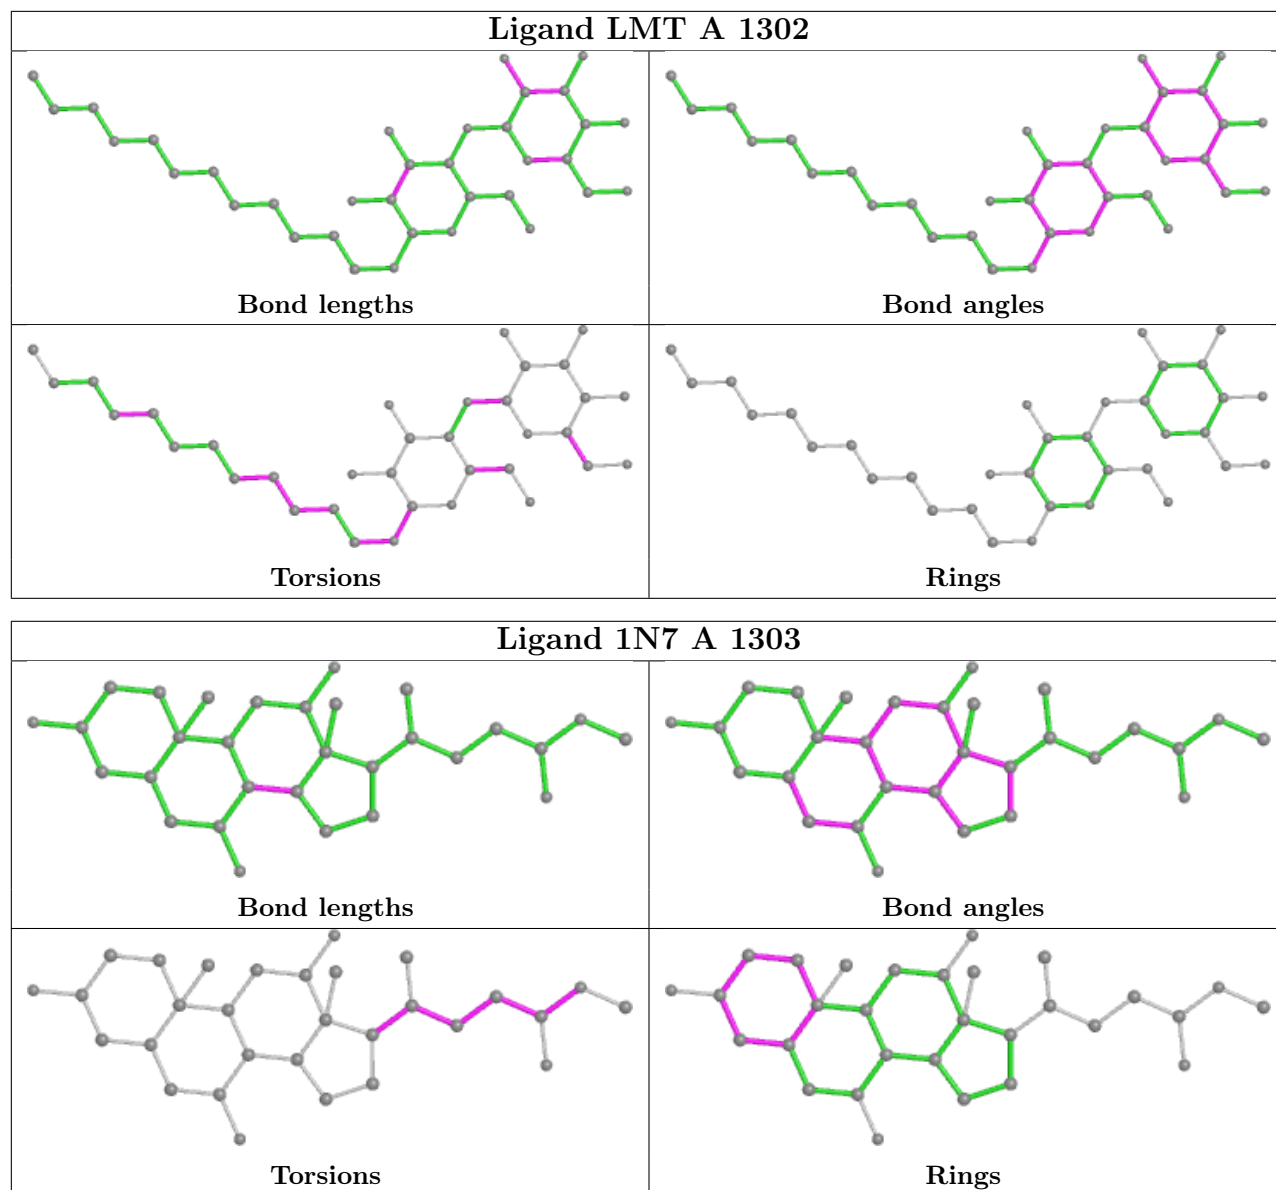 Ligand LMT A 1302
Bond lengths
Bond angles
Torsions
Rings
Ligand 1N7 A 1303
Bond lengths
Bond angles
Torsions
Rings